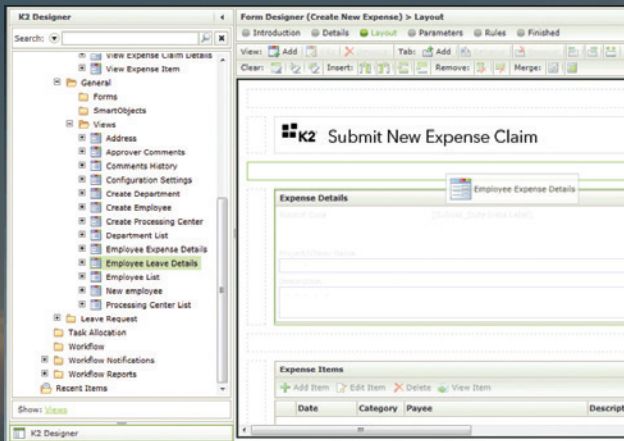 K2 Designer
Search:
View Expense Claim Details
View Expense Item
General
Forms
SmartObjects
Views
Address
Approver Comments
Comments History
Configuration Settings
Create Department
Create Employee
Create Processing Center
Department List
Employee Expense Details
Employee Leave Details
Employee List
New employee
Processing Center List
Leave Request
Task Allocation
Workflow
Workflow Notifications
Workflow Reports
Recent Items
Show: Views
K2 Designer
Form Designer (Create New Expense) > Layout
Introduction Details Layout Parameters Rules Finished
View: Add Tab: Add
Clear: Insert: Remove: Merge:
K2 Submit New Expense Claim
Employee Expense Details
Expense Details
Expense Items
Add Item Edit Item Delete View Item
Date Category Payee Descript